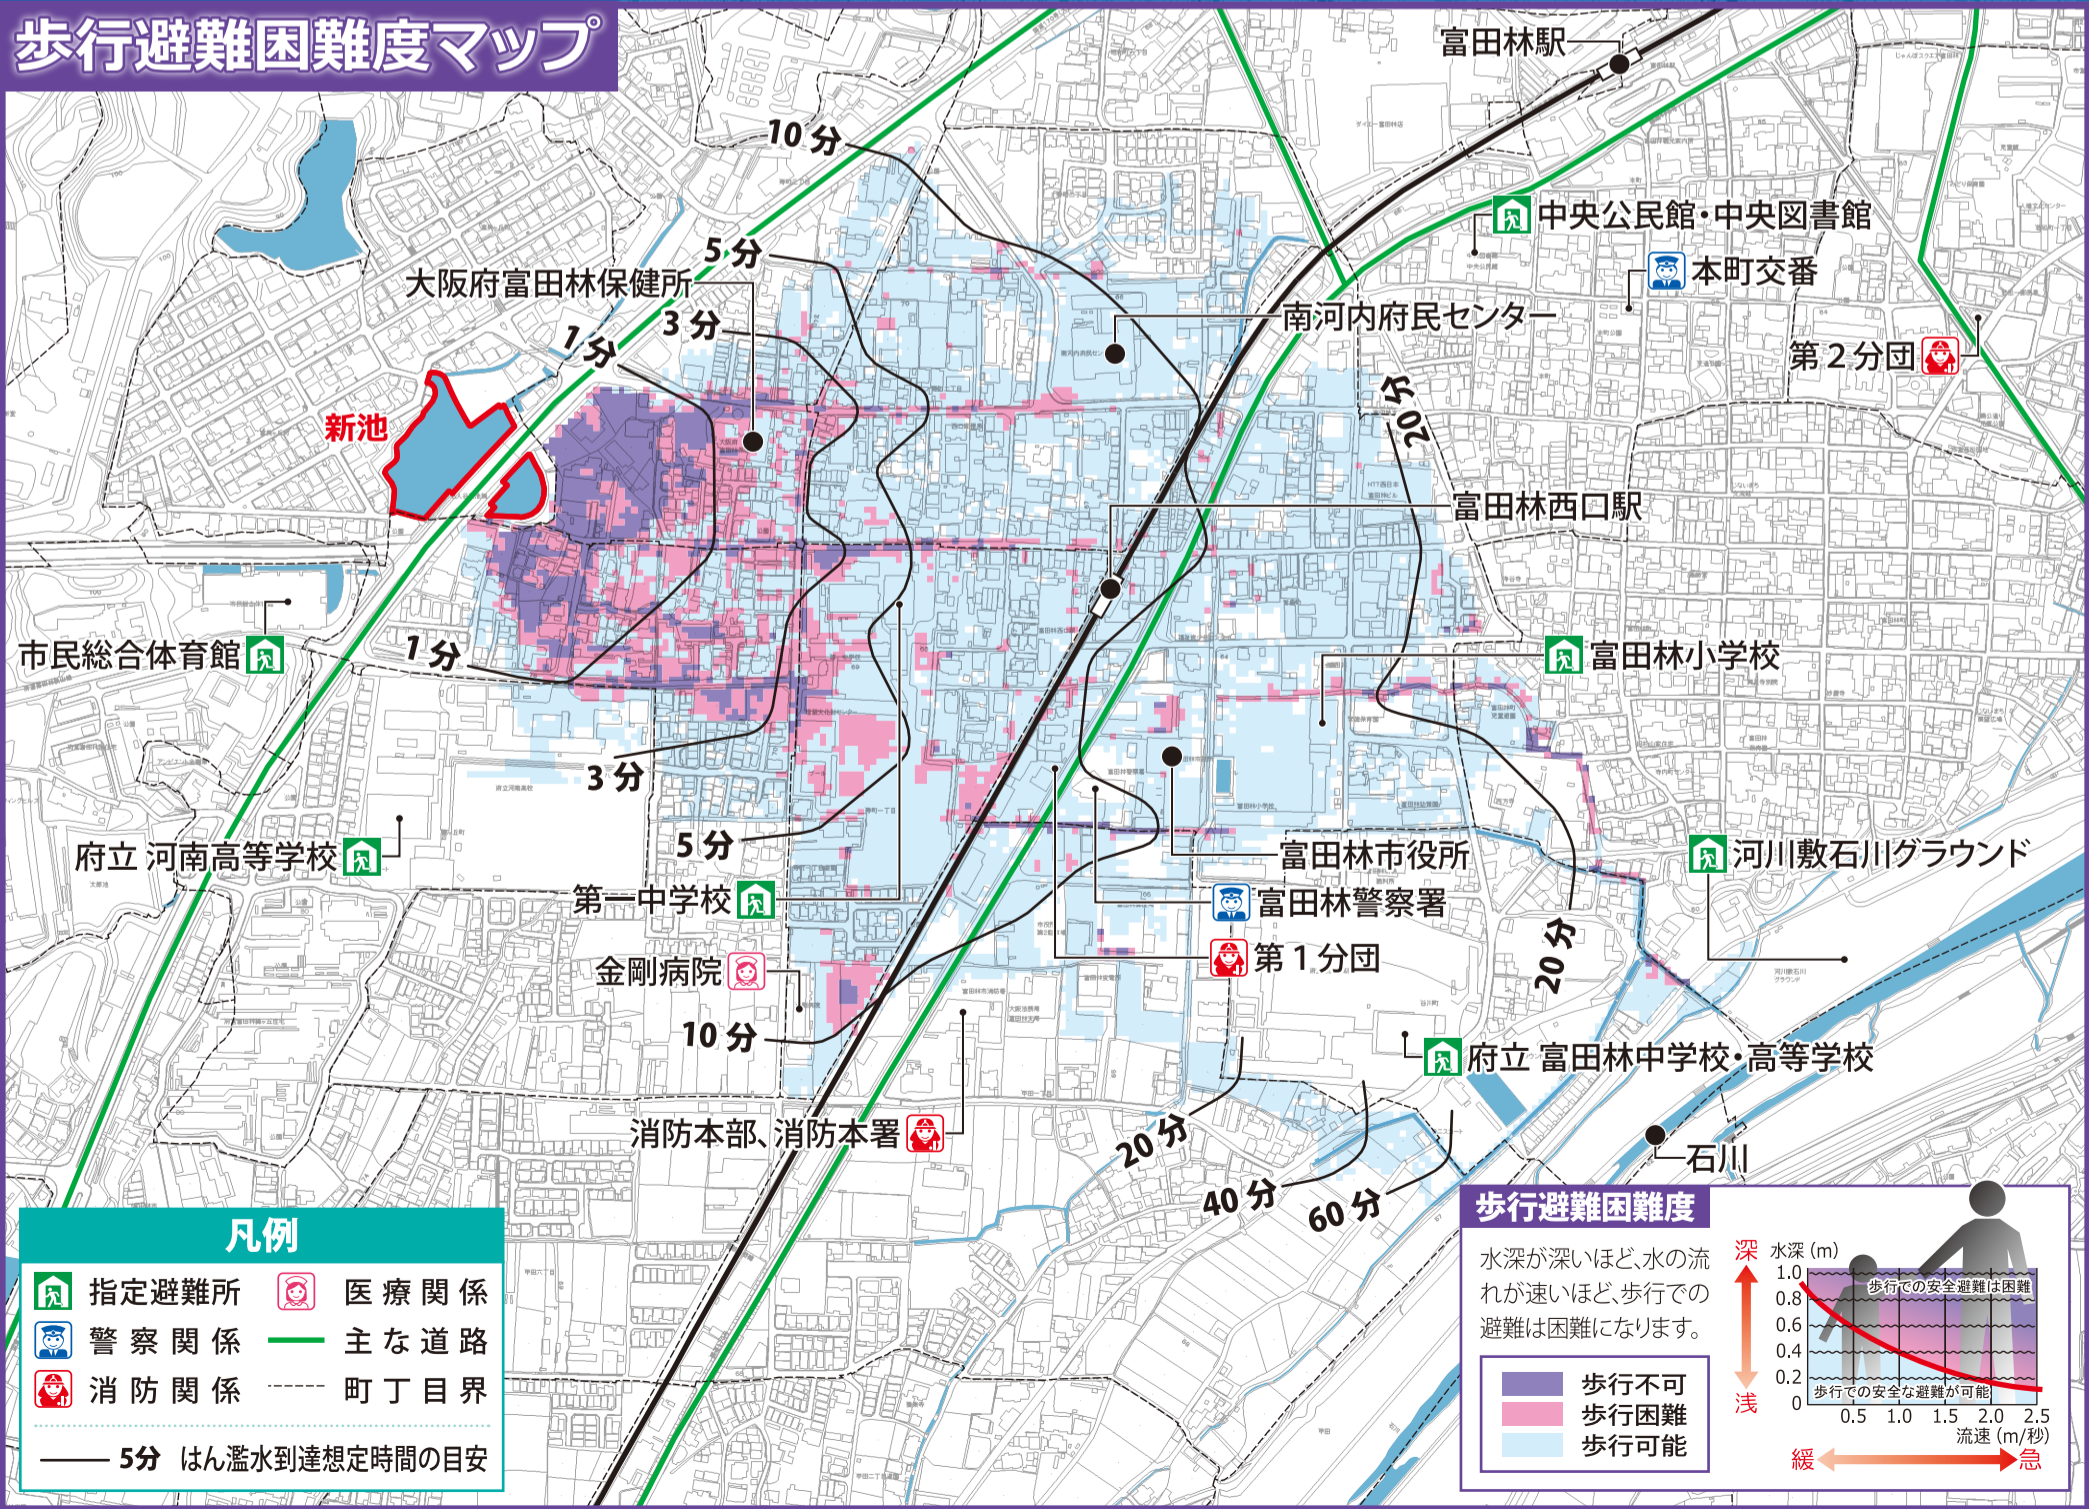 歩行避難困難度マップ
富田林駅
10分
中央公民館・中央図書館
5分
本町交番
大阪府富田林保健所
3分
南河内府民センター
1分
第2分団
20分
新池
富田林西口駅
市民総合体育館
1分
富田林小学校
3分
5分
府立 河南高等学校
富田林市役所
河川敷石川グラウンド
第一中学校
富田林警察署
金剛病院
第1分団
20分
10分
府立 富田林中学校・高等学校
消防本部、消防本署
20分
石川
40分
60分
凡例
指定避難所
医療関係
警察関係
主な道路
消防関係
町丁目界
5分 はん濫水到達想定時間の目安
歩行避難困難度
水深が深いほど、水の流
れが速いほど、歩行での
避難は困難になります。
歩行不可
歩行困難
歩行可能
深
水深(m)
1.0
0.8
0.6
0.4
0.2
0
浅
歩行での安全避難は困難
歩行での安全な避難が可能
0.5 1.0 1.5 2.0 2.5
流速(m/秒)
緩
急